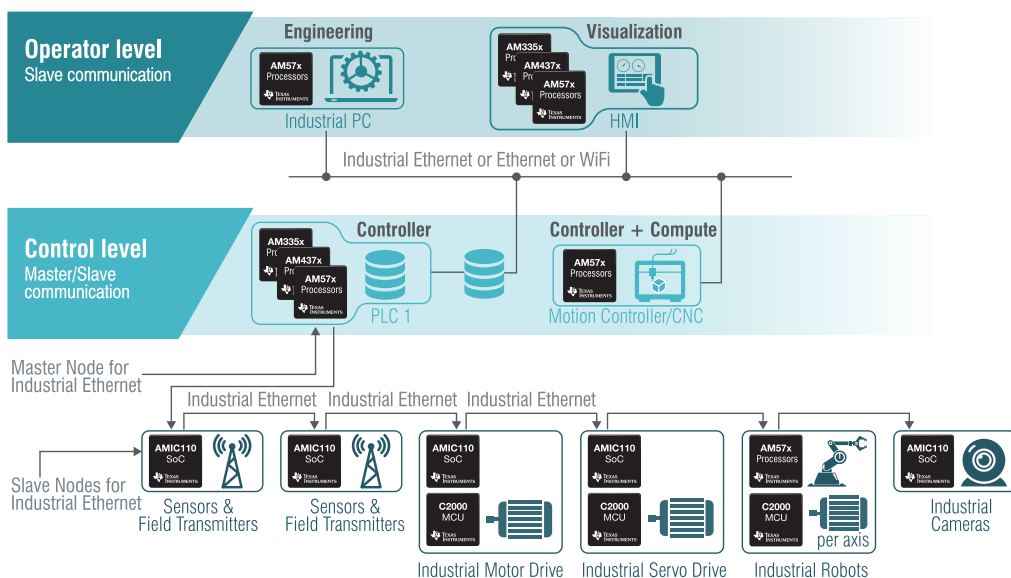 Operator level
Slave communication
Engineering
AM57x
Processors
TEXAS
INSTRUMENTS
Industrial PC
Visualization
AM335x
Pr
AM437x
Pr
AM57x
Processors
TEXAS
INSTRUMENTS
HMI
Industrial Ethernet or Ethernet or WiFi
Control level
Master/Slave
communication
Controller
AM335x
Pr
AM437x
Pr
AM57x
Processors
TEXAS
INSTRUMENTS
PLC 1
Controller + Compute
AM57x
Processors
TEXAS
INSTRUMENTS
Motion Controller/CNC
Master Node for
Industrial Ethernet
Industrial Ethernet
Industrial Ethernet
Industrial Ethernet
Slave Nodes for
Industrial Ethernet
AMIC110
SoC
TEXAS
INSTRUMENTS
Sensors &
Field Transmitters
AMIC110
SoC
TEXAS
INSTRUMENTS
Sensors &
Field Transmitters
AMIC110
SoC
TEXAS
INSTRUMENTS
C2000
MCU
TEXAS
INSTRUMENTS
Industrial Motor Drive
AMIC110
SoC
TEXAS
INSTRUMENTS
C2000
MCU
TEXAS
INSTRUMENTS
Industrial Servo Drive
AM57x
Processors
TEXAS
INSTRUMENTS
C2000
MCU
TEXAS
INSTRUMENTS
per axis
Industrial Robots
AMIC110
SoC
TEXAS
INSTRUMENTS
Industrial
Cameras